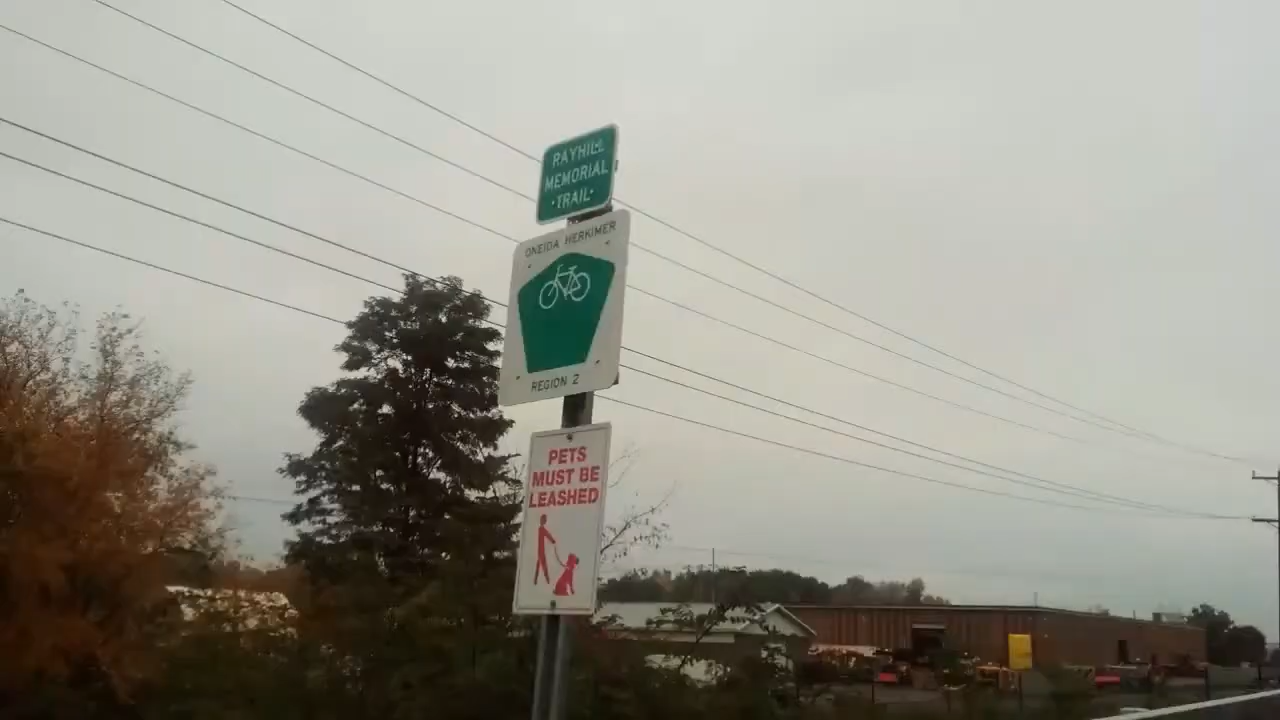 RAYHILL
MEMORIAL
·TRAIL·
ONEIDA HERKIMER
REGION 2
PETS
MUST BE
LEASHED